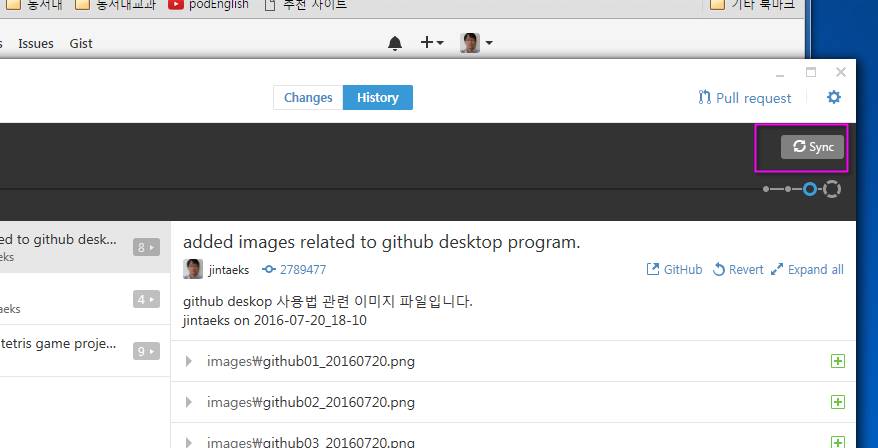 동서대 동서대교과 podEnglish 추천 사이트 기타 북마크
s Issues Gist
Changes History Pull request
Sync
ed to github desk... 8
eks
added images related to github desktop program.
jintaeks 2789477 GitHub Revert Expand all
4
aeks
github deskop 사용법 관련 이미지 파일입니다.
jintaeks on 2016-07-20_18-10
tetris game proje... 9
images₩github01_20160720.png
images₩github02_20160720.png
images₩github03_20160720.png